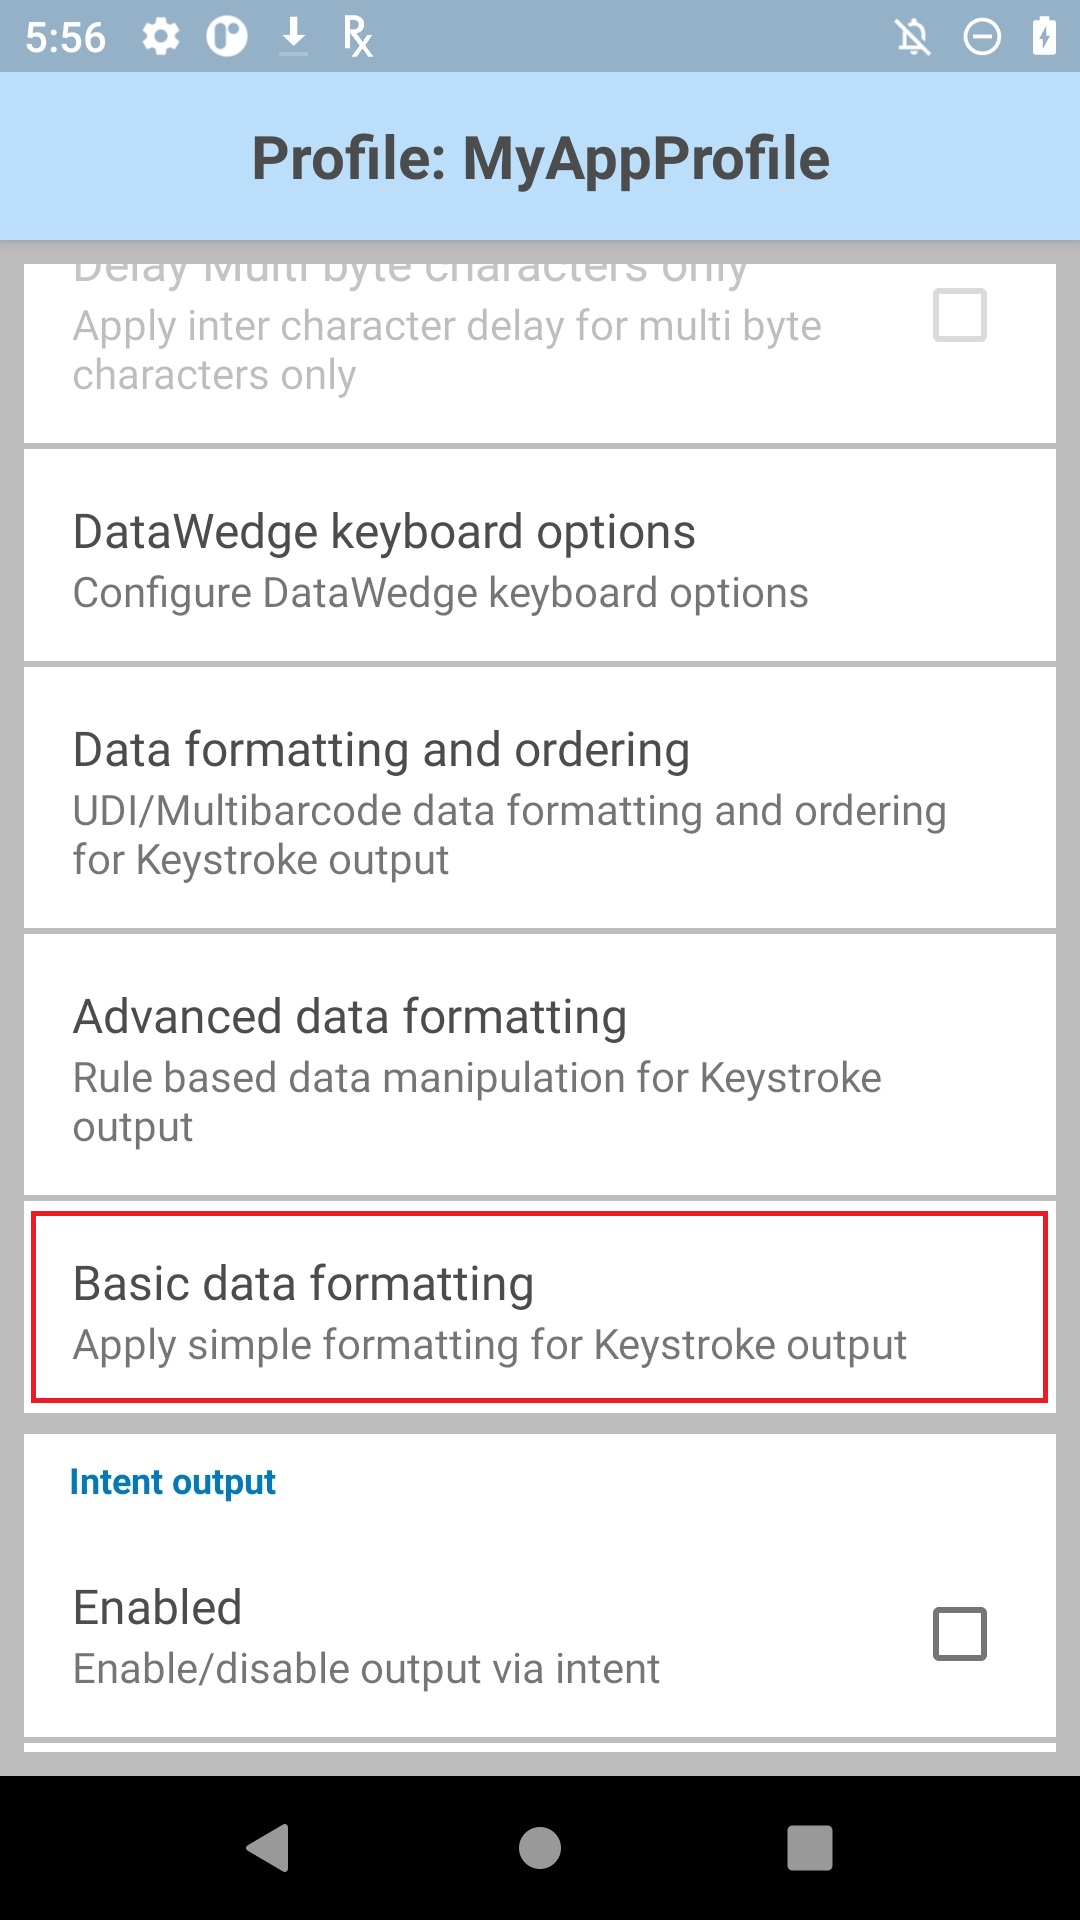 5:56
Profile: MyAppProfile
Delay Multi byte characters only
Apply inter character delay for multi byte
characters only
DataWedge keyboard options
Configure DataWedge keyboard options
Data formatting and ordering
UDI/Multibarcode data formatting and ordering
for Keystroke output
Advanced data formatting
Rule based data manipulation for Keystroke
output
Basic data formatting
Apply simple formatting for Keystroke output
Intent output
Enabled
Enable/disable output via intent